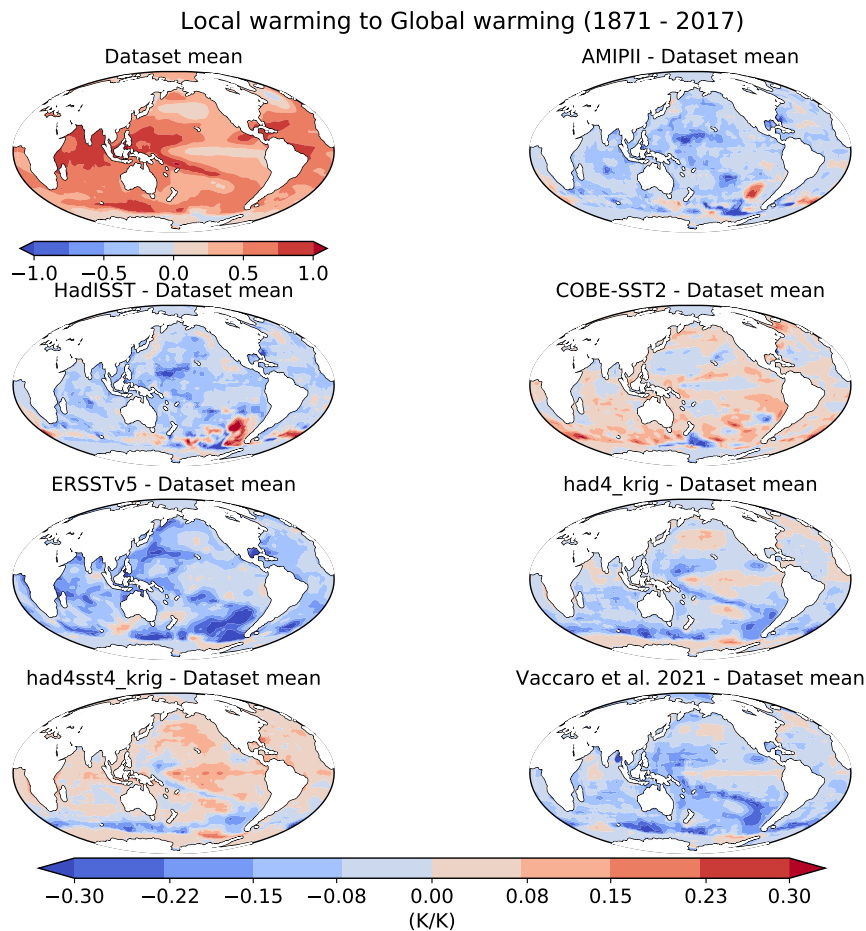 Local warming to Global warming (1871 - 2017)
Dataset mean
AMIPII - Dataset mean
−1.0 −0.5 0.0 0.5 1.0
HadISST - Dataset mean
COBE-SST2 - Dataset mean
ERSSTv5 - Dataset mean
had4_krig - Dataset mean
had4sst4_krig - Dataset mean
Vaccaro et al. 2021 - Dataset mean
−0.30 −0.22 −0.15 −0.08 0.00 0.08 0.15 0.23 0.30
(K/K)